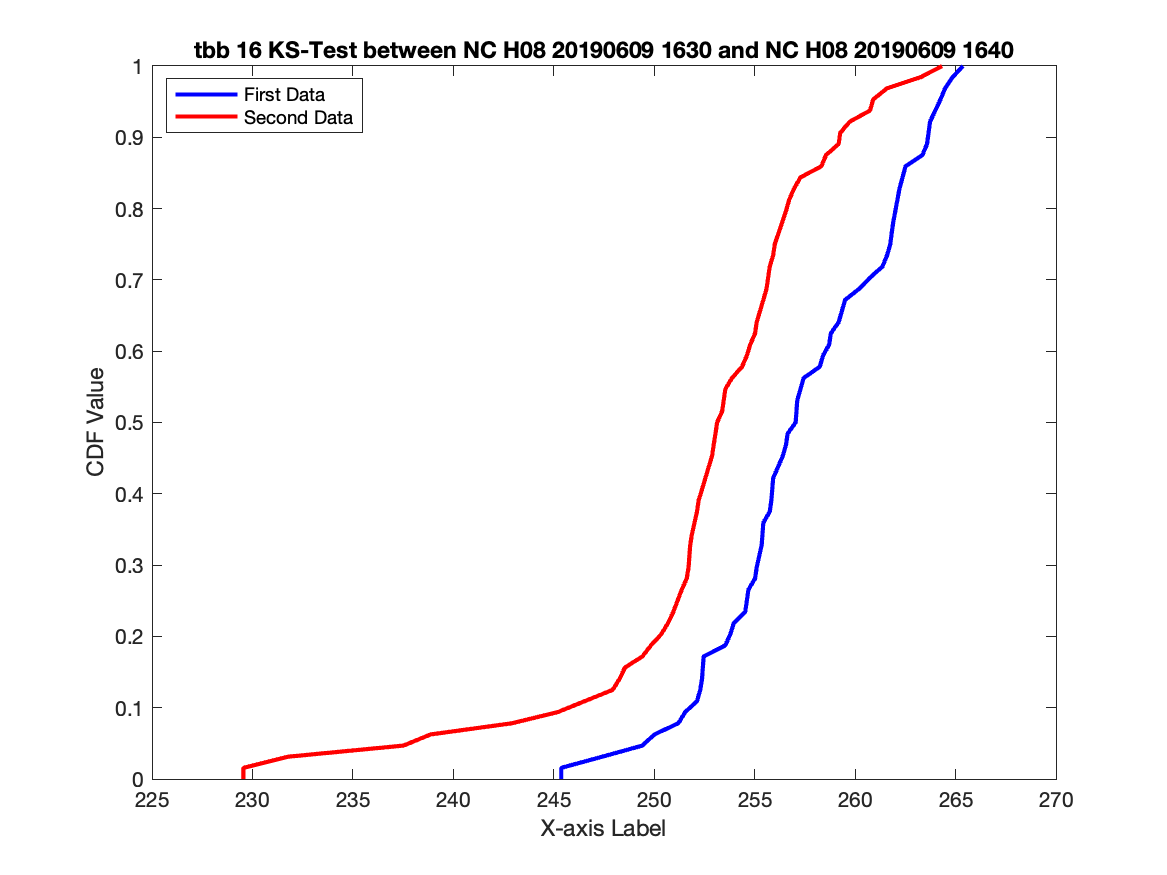 tbb 16 KS-Test between NC H08 20190609 1630 and NC H08 20190609 1640
First Data
Second Data
CDF Value
1
0.9
0.8
0.7
0.6
0.5
0.4
0.3
0.2
0.1
0
225 230 235 240 245 250 255 260 265 270
X-axis Label